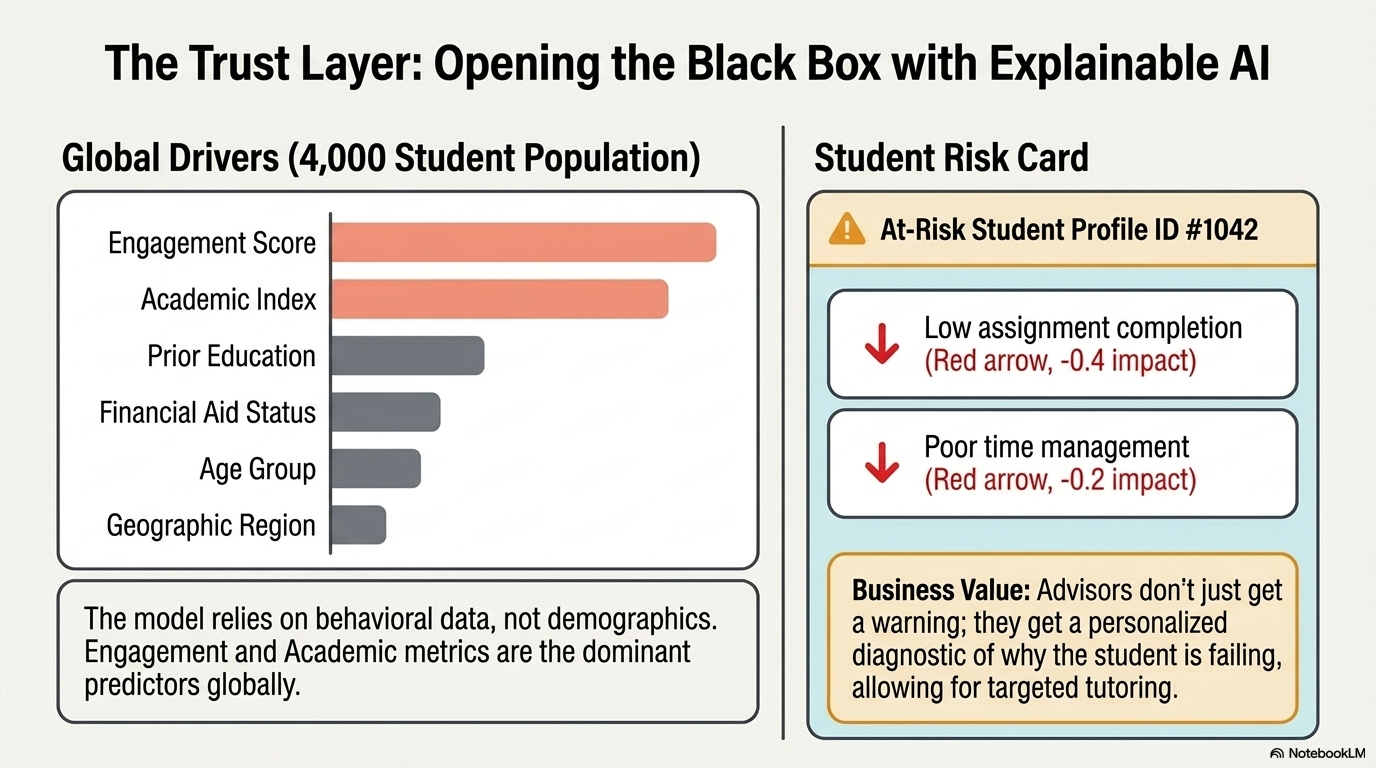 The Trust Layer: Opening the Black Box with Explainable AI
Global Drivers (4,000 Student Population)
Engagement Score
Academic Index
Prior Education
Financial Aid Status
Age Group
Geographic Region
The model relies on behavioral data, not demographics.
Engagement and Academic metrics are the dominant
predictors globally.
Student Risk Card
At-Risk Student Profile ID #1042
Low assignment completion
(Red arrow, -0.4 impact)
Poor time management
(Red arrow, -0.2 impact)
Business Value: Advisors don't just get
a warning; they get a personalized
diagnostic of why the student is failing,
allowing for targeted tutoring.
NotebookLM